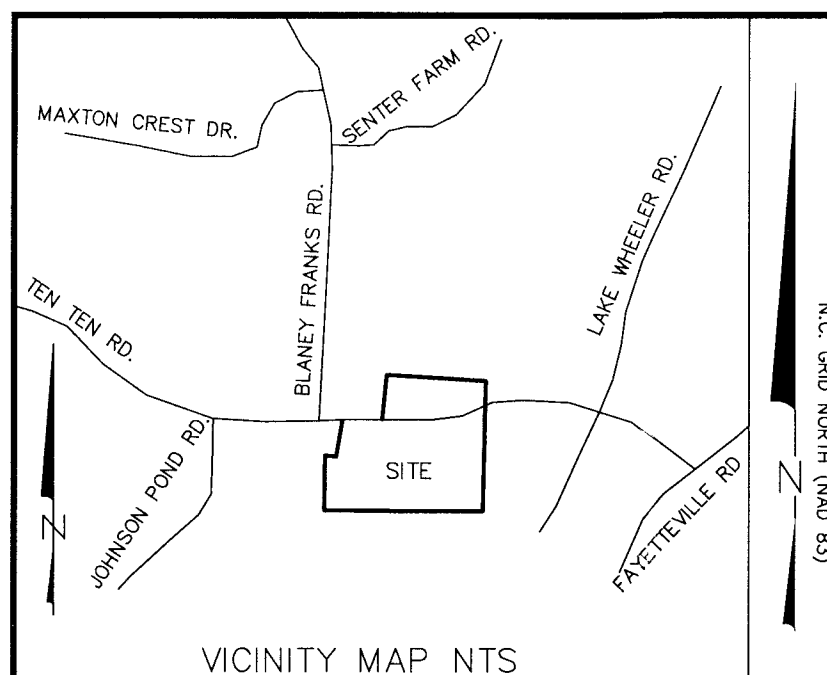 MAXTON CREST DR.
SENTER FARM RD.
BLANEY FRANKS RD.
LAKE WHEELER RD.
TEN TEN RD.
JOHNSON POND RD.
SITE
FAYETTEVILLE RD
N
N
N.C. GRID NORTH (NAD 83)
VICINITY MAP NTS